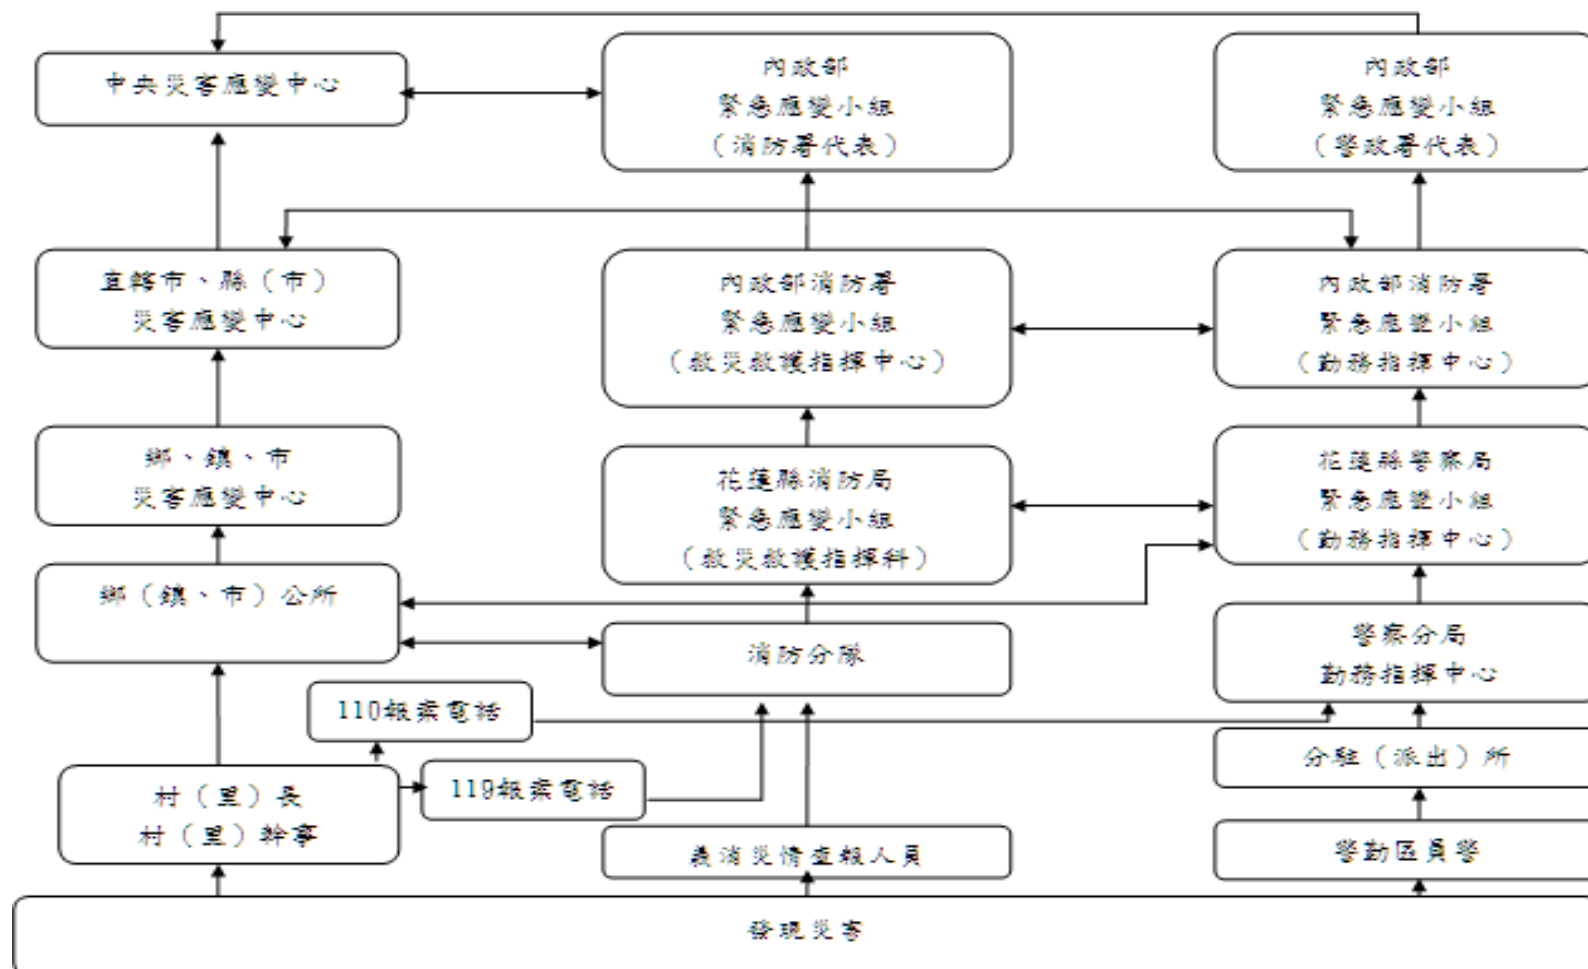 中央災害應變中心
內政部
緊急應變小組
（消防署代表）
內政部
緊急應變小組
（警政署代表）
直轄市、縣（市）
災害應變中心
內政部消防署
緊急應變小組
（救災救護指揮中心）
內政部消防署
緊急應變小組
（勤務指揮中心）
鄉、鎮、市
災害應變中心
花蓮縣消防局
緊急應變小組
（救災救護指揮科）
花蓮縣警察局
緊急應變小組
（勤務指揮中心）
鄉（鎮、市）公所
消防分隊
警察分局
勤務指揮中心
110報案電話
分駐（派出）所
119報案電話
村（里）長
村（里）幹事
義消災情查報人員
警勤區員警
發現災害